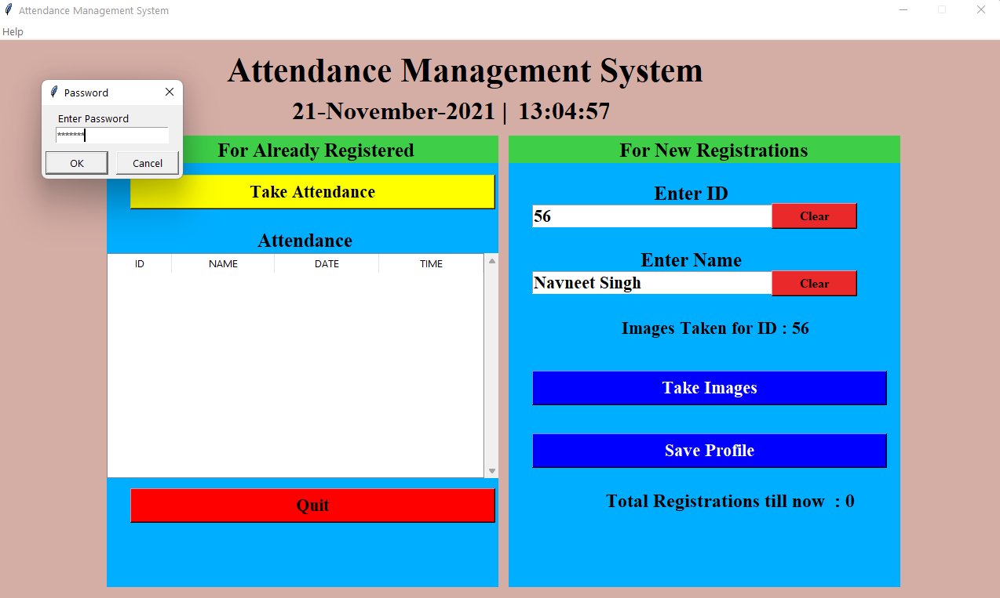 Attendance Management System
Help
Attendance Management System
21-November-2021 | 13:04:57
Password
Enter Password
*******
OK Cancel
For Already Registered
Take Attendance
Attendance
ID NAME DATE TIME
Quit
For New Registrations
Enter ID
56 Clear
Enter Name
Navneet Singh Clear
Images Taken for ID : 56
Take Images
Save Profile
Total Registrations till now : 0